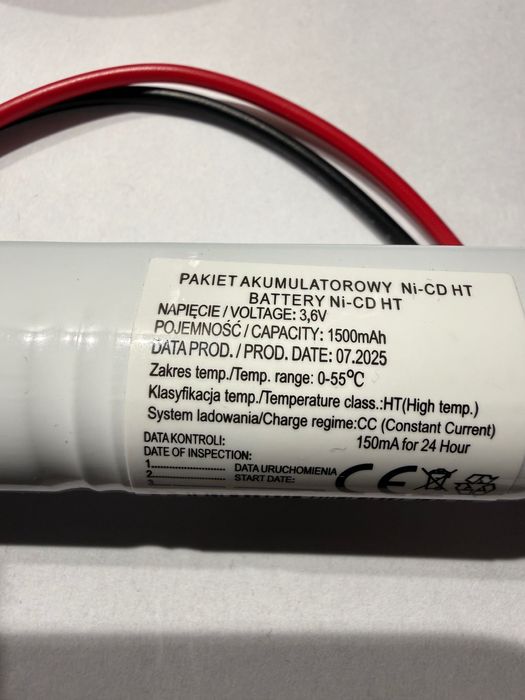 PAKIET AKUMULATOROWY Ni-CD HT
BATTERY Ni-CD HT
NAPIĘCIE / VOLTAGE: 3,6V
POJEMNOŚĆ / CAPACITY: 1500mAh
DATA PROD. / PROD. DATE: 07.2025
Zakres temp./Temp. range: 0-55°C
Klasyfikacja temp./Temperature class.:HT(High temp.)
System ladowania/Charge regime:CC (Constant Current)
150mA for 24 Hour
DATA KONTROLI:
DATE OF INSPECTION:
1........................ DATA URUCHOMIENIA
2........................ START DATE:
3
CE